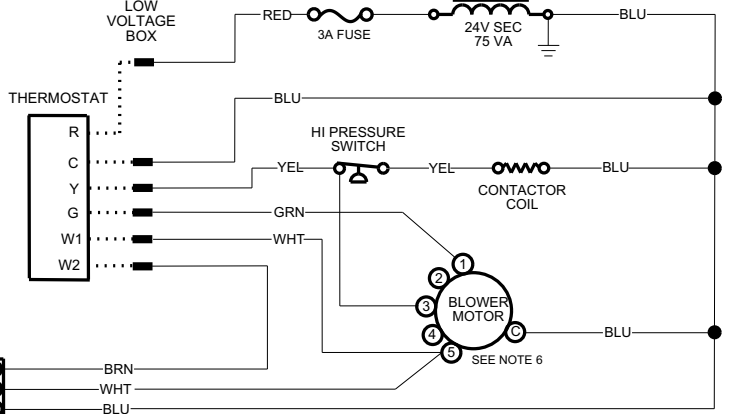 LOW
VOLTAGE
BOX
RED
3A FUSE
24V SEC
75 VA
BLU
THERMOSTAT
BLU
HI PRESSURE
SWITCH
R
C
Y
G
W1
W2
YEL
YEL
BLU
CONTACTOR
COIL
GRN
WHT
1
2
3
4
5
C
BLOWER
MOTOR
BLU
SEE NOTE 6
BRN
WHT
BLU